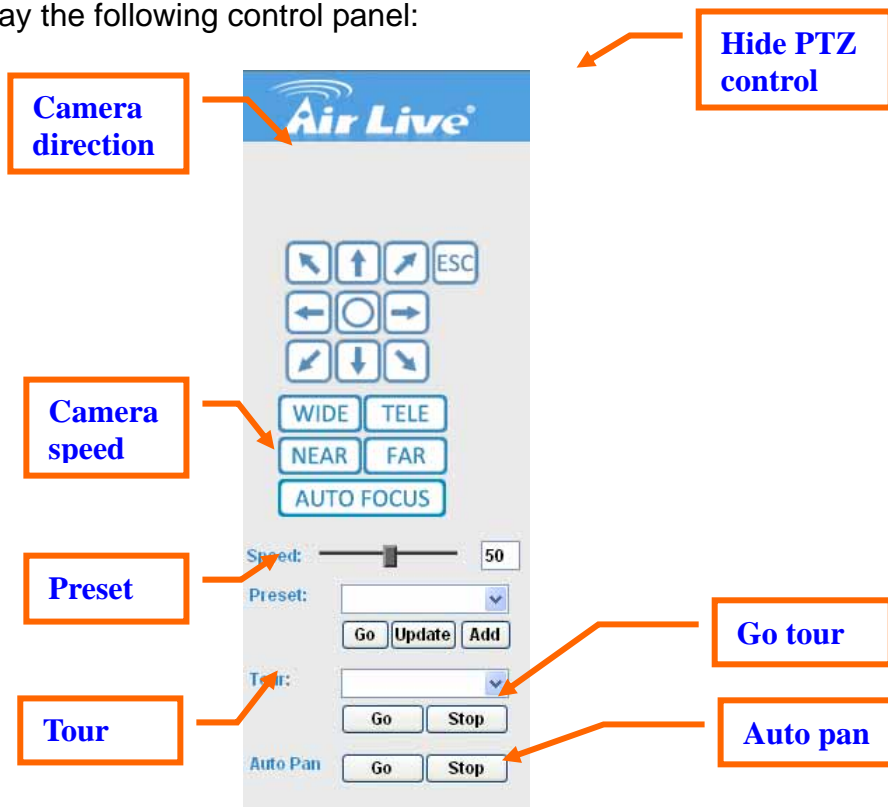 ay the following control panel:
Hide PTZ
control
Camera
direction
Air Live®
ESC
WIDE TELE
Camera
speed
NEAR FAR
AUTO FOCUS
Speed: 50
Preset
Preset:
Go Update Add
Go tour
Tour:
Tour
Go Stop
Auto pan
Auto Pan Go Stop